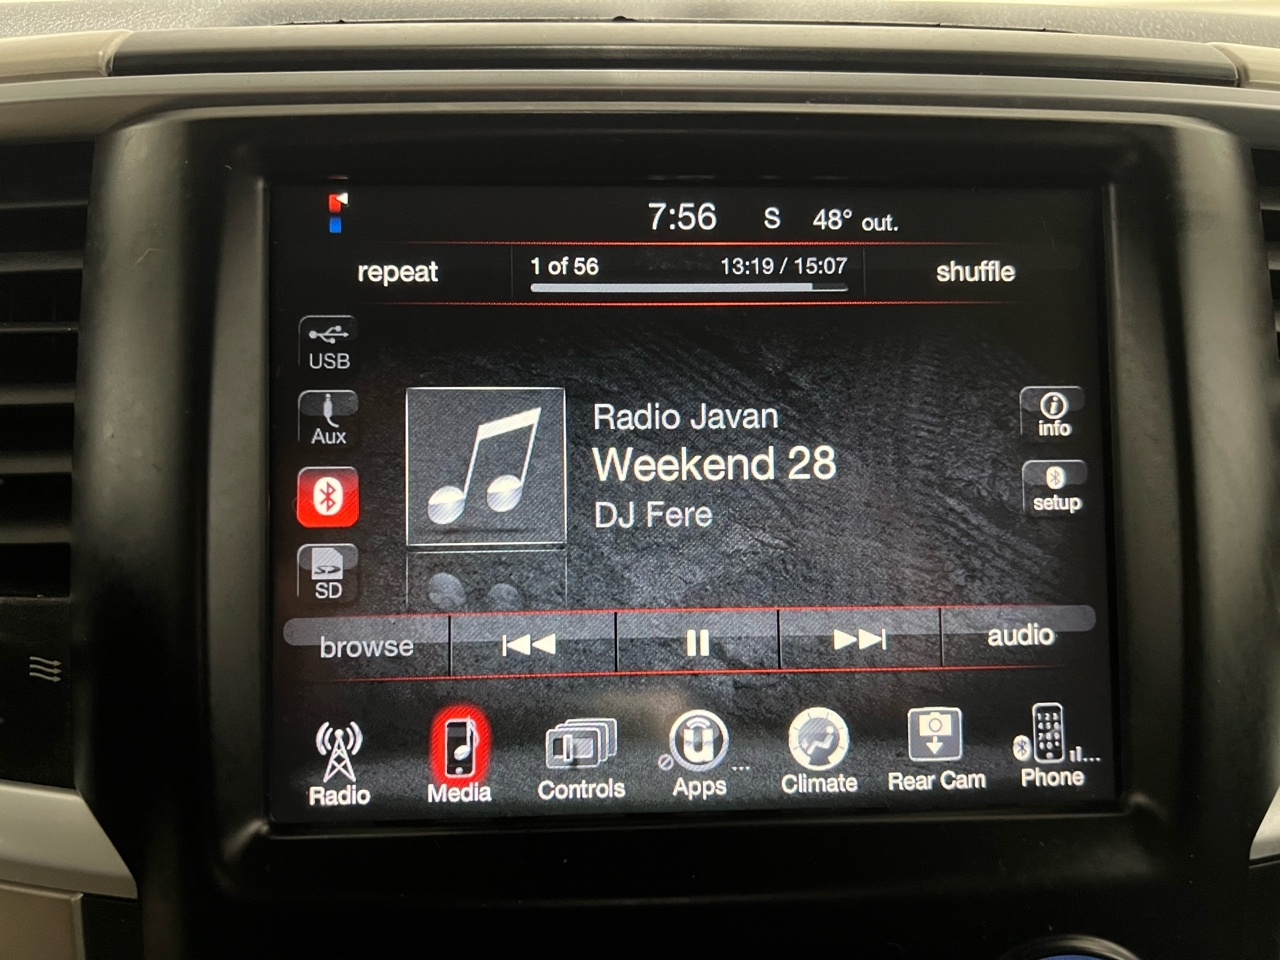 7:56 S 48° out.
repeat 1 of 56 13:19 / 15:07 shuffle
USB
Aux
SD
Radio Javan
Weekend 28
DJ Fere
info
setup
browse
audio
Radio Media Controls Apps ... Climate Rear Cam Phone ...